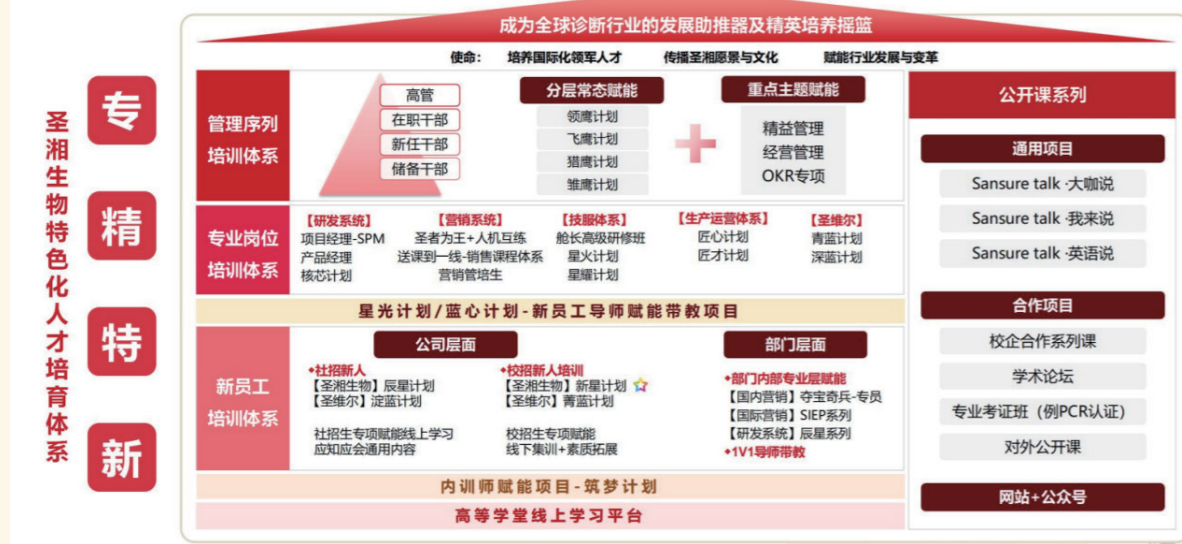 圣湘生物特色化人才培育体系
专
精
特
新
成为全球诊断行业的发展助推器及精英培养摇篮
使命： 培养国际化领军人才 传播圣湘愿景与文化 赋能行业发展与变革
管理序列
培训体系
高管
在职干部
新任干部
储备干部
分层常态赋能
领鹰计划
飞鹰计划
猎鹰计划
雏鹰计划
+
重点主题赋能
精益管理
经营管理
OKR专项
专业岗位
培训体系
【研发系统】
项目经理-SPM
产品经理
核芯计划
【营销系统】
圣者为王+人机互练
送课到一线-销售课程体系
营销管培生
【技服体系】
舱长高级研修班
星火计划
星耀计划
【生产运营体系】
匠心计划
匠才计划
【圣维尔】
青蓝计划
深蓝计划
星光计划/蓝心计划-新员工导师赋能带教项目
新员工
培训体系
公司层面
◆社招新人
【圣湘生物】辰星计划
【圣维尔】淀蓝计划
社招生专项赋能线上学习
应知应会通用内容
◆校招新人培训
【圣湘生物】新星计划
【圣维尔】菁蓝计划
校招生专项赋能
线下集训+素质拓展
部门层面
◆部门内部专业层赋能
【国内营销】夺宝奇兵-专员
【国际营销】SIEP系列
【研发系统】辰星系列
◆1V1导师带教
内训师赋能项目-筑梦计划
高等学堂线上学习平台
公开课系列
通用项目
Sansure talk ·大咖说
Sansure talk ·我来说
Sansure talk ·英语说
合作项目
校企合作系列课
学术论坛
专业考证班（例PCR认证）
对外公开课
网站+公众号